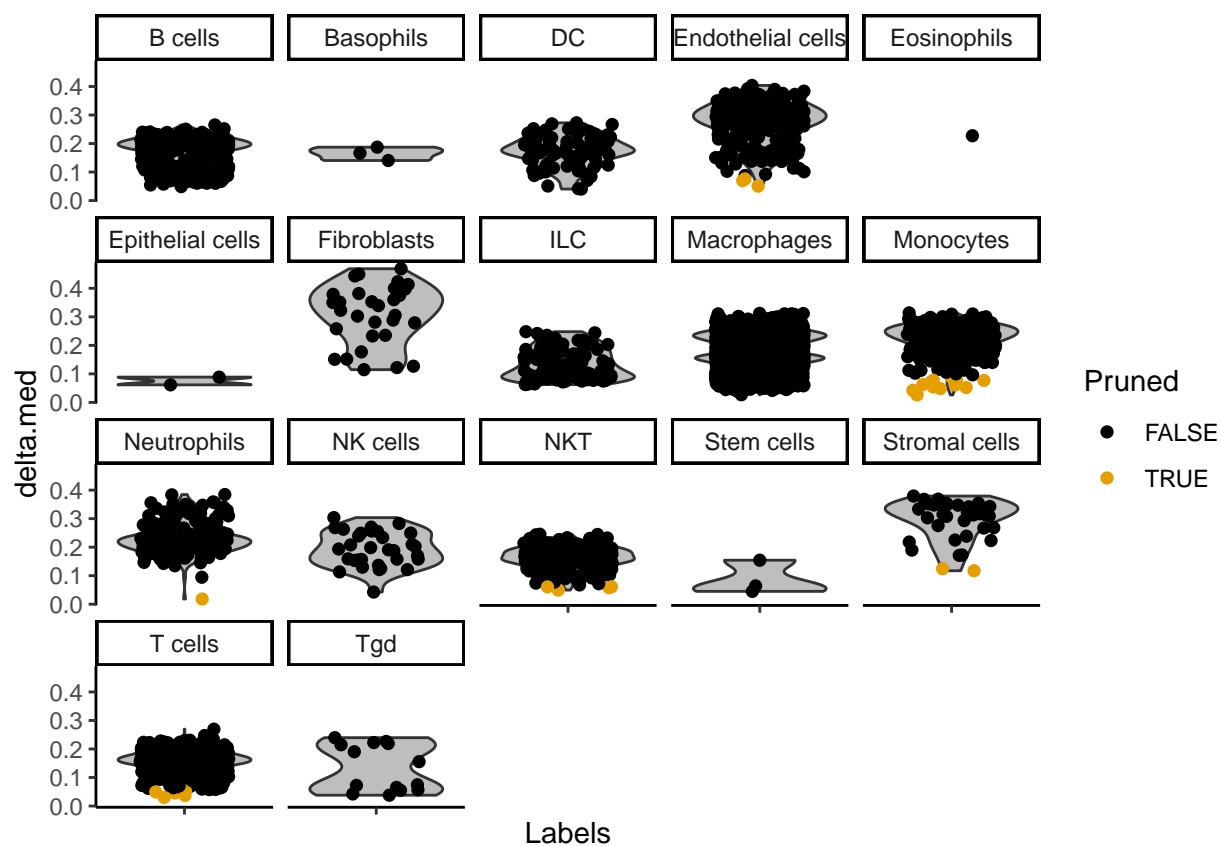 B cells
Basophils
DC
Endothelial cells
Eosinophils
0.4
0.3
0.2
0.1
0.0
Epithelial cells
Fibroblasts
ILC
Macrophages
Monocytes
0.4
0.3
0.2
0.1
0.0
Neutrophils
NK cells
NKT
Stem cells
Stromal cells
0.4
0.3
0.2
0.1
0.0
T cells
Tgd
0.4
0.3
0.2
0.1
0.0
delta.med
Labels
Pruned
FALSE
TRUE